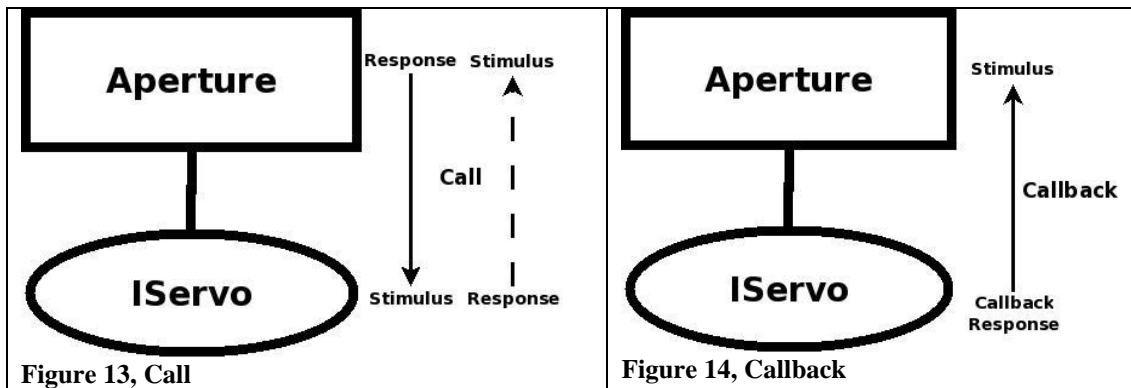 Aperture
Response Stimulus
Call
IServo
Stimulus Response
Figure 13, Call
Aperture
Stimulus
Callback
IServo
Callback
Response
Figure 14, Callback